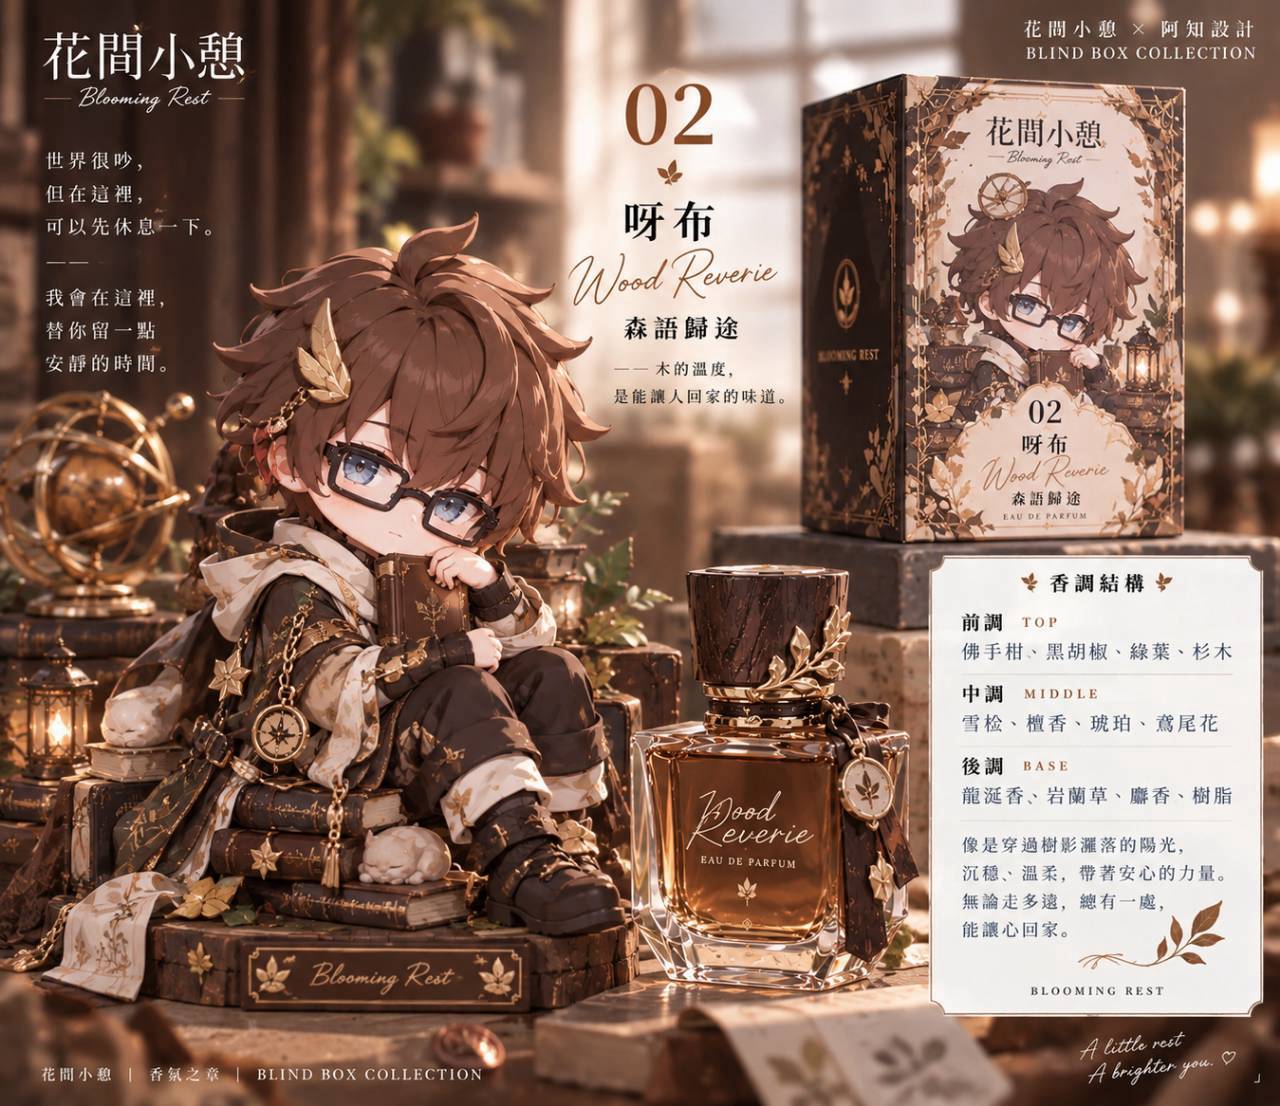 花間小憩
Blooming Rest
世界很吵，
但在這裡，
可以先休息一下。
——
我會在這裡，
替你留一點
安靜的時間。
02
呀布
Wood Reverie
森語歸途
—— 木的溫度，
是能讓人回家的味道。
花間小憩 × 阿知設計
BLIND BOX COLLECTION
花間小憩
Blooming Rest
BLOOMING REST
02
呀布
Wood Reverie
森語歸途
EAU DE PARFUM
Wood
Reverie
EAU DE PARFUM
Blooming Rest
香調結構
前調 TOP
佛手柑、黑胡椒、綠葉、杉木
中調 MIDDLE
雪松、檀香、琥珀、鳶尾花
後調 BASE
龍涎香、岩蘭草、麝香、樹脂
像是穿過樹影灑落的陽光，
沉穩、溫柔，帶著安心的力量。
無論走多遠，總有一處，
能讓心回家。
BLOOMING REST
A little rest
A brighter you. ♡
花間小憩 | 香氛之章 | BLIND BOX COLLECTION